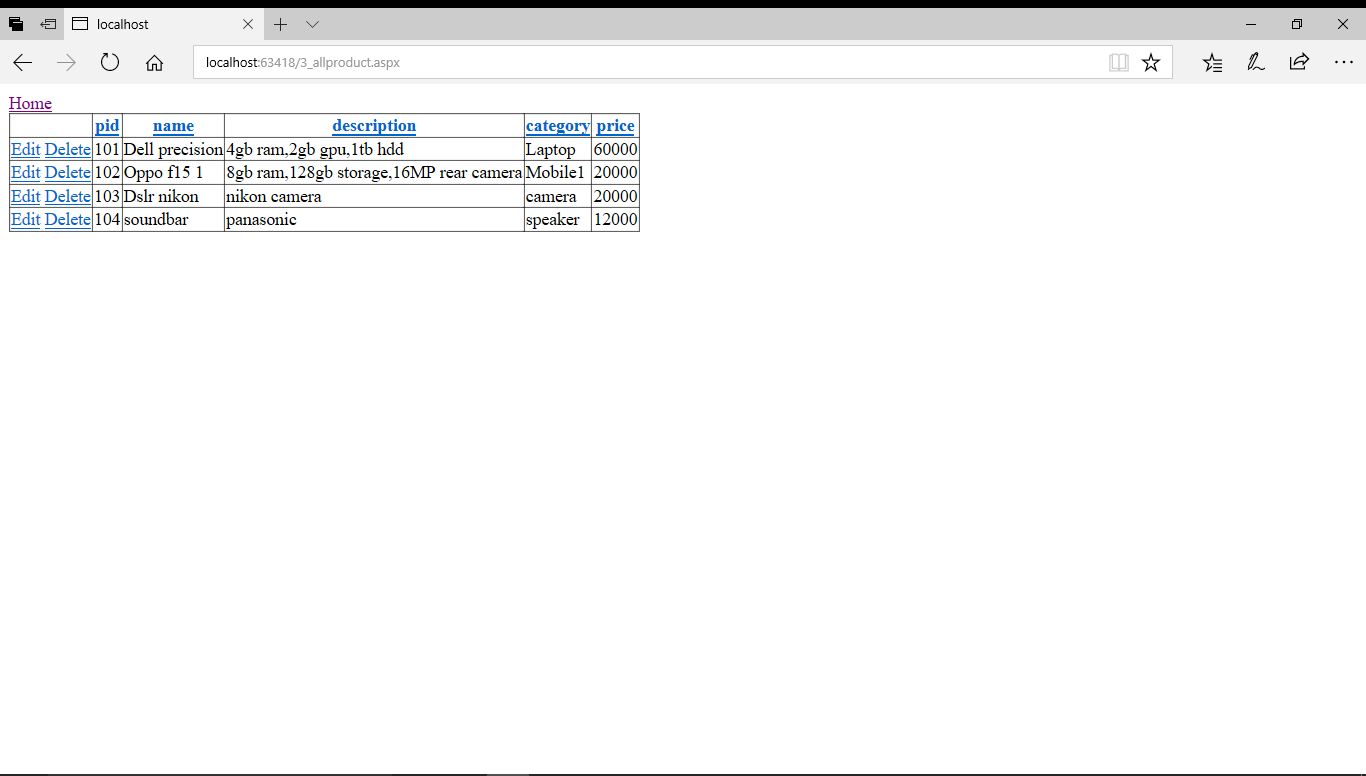 localhost
localhost:63418/3_allproduct.aspx
Home
pid name description category price
Edit Delete 101 Dell precision 4gb ram,2gb gpu,1tb hdd Laptop 60000
Edit Delete 102 Oppo f15 1 8gb ram,128gb storage,16MP rear camera Mobile1 20000
Edit Delete 103 Dslr nikon nikon camera camera 20000
Edit Delete 104 soundbar panasonic speaker 12000